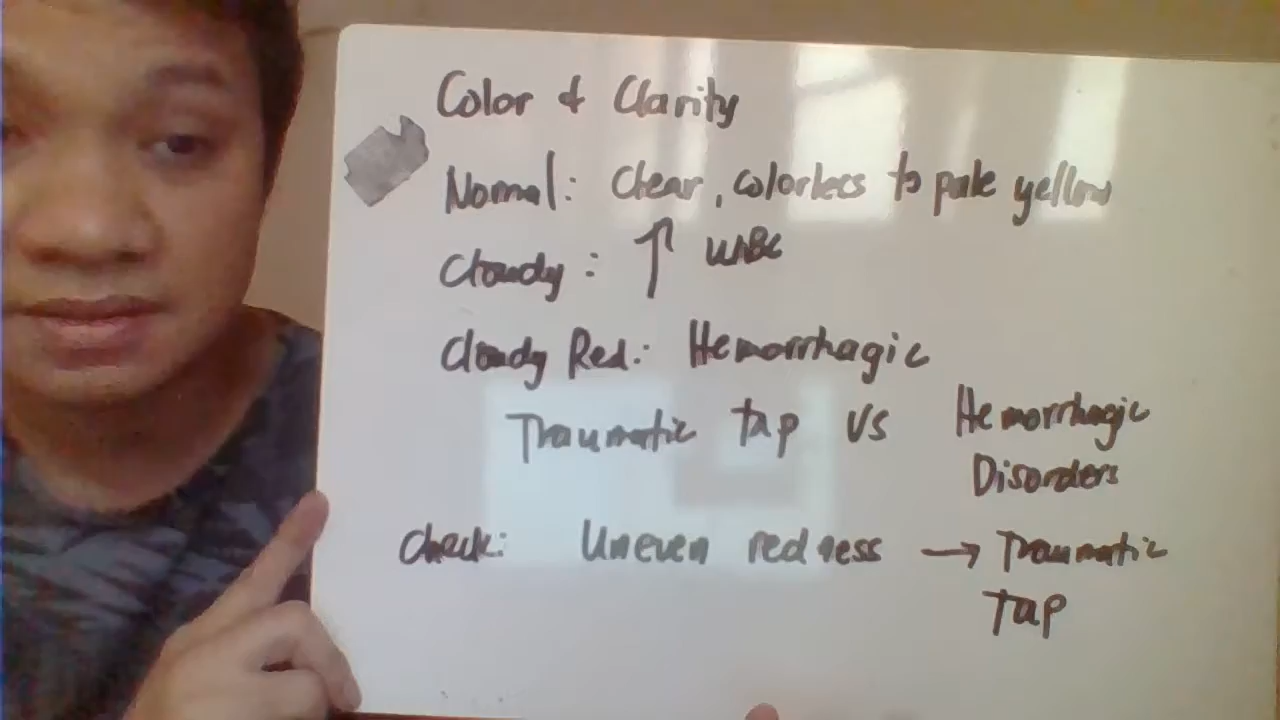 Color & Clarity
Normal: Clear, colorless to pale yellow
Cloudy: ↑ WBC
Cloudy Red: Hemorrhagic
Traumatic tap vs Hemorrhagic
Disorders
Check: Uneven redness → Traumatic
Tap